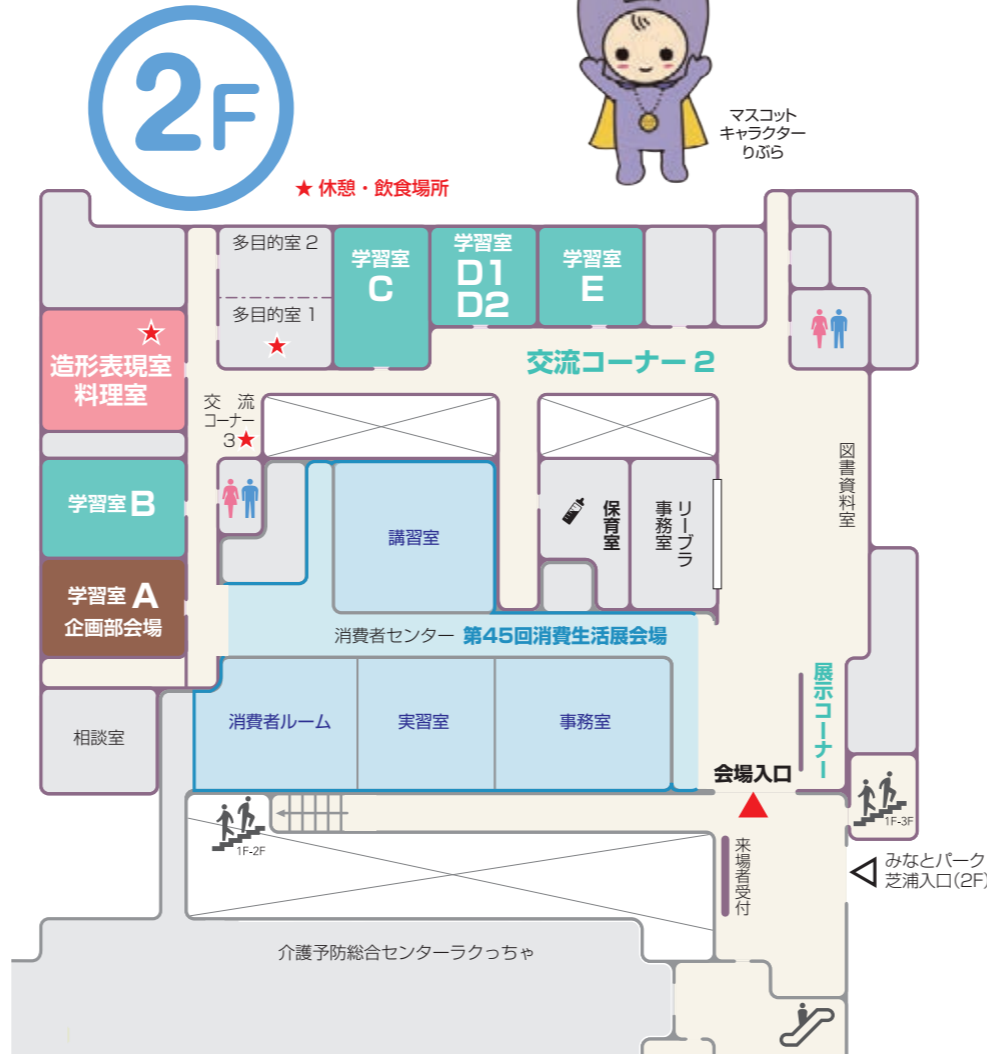 2F
マスコット
キャラクター
りぶら
★ 休憩・飲食場所
多目的室 2
多目的室 1
学習室
C
学習室
D1
D2
学習室
E
造形表現室
料理室
交流コーナー 2
交 流
コーナー
3★
図書資料室
学習室 B
講習室
保育室
リーブラ
事務室
学習室 A
企画部会場
消費者センター 第45回消費生活展会場
展示コーナー
相談室
消費者ルーム
実習室
事務室
会場入口
1F-2F
1F-3F
来場者受付
みなとパーク
芝浦入口(2F)
介護予防総合センターラクっちゃ